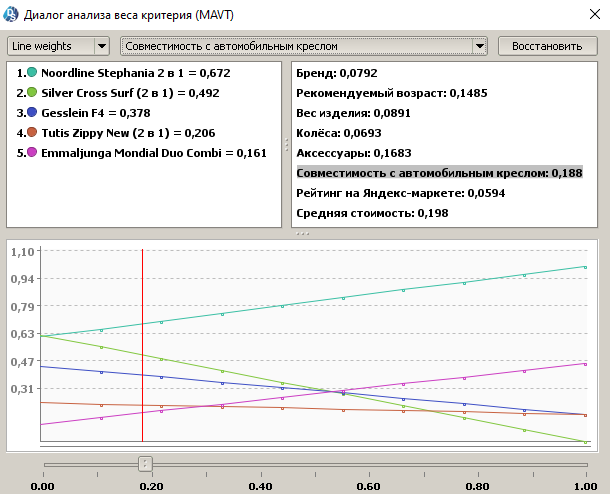 Диалог анализа веса критерия (MAVT)
Line weights
Совместимость с автомобильным креслом
Восстановить
1. Noordline Stephania 2 в 1 = 0,672
2. Silver Cross Surf (2 в 1) = 0,492
3. Gesslein F4 = 0,378
4. Tutis Zippy New (2 в 1) = 0,206
5. Emmaljunga Mondial Duo Combi = 0,161
Бренд: 0,0792
Рекомендуемый возраст: 0,1485
Вес изделия: 0,0891
Колёса: 0,0693
Аксессуары: 0,1683
Совместимость с автомобильным креслом: 0,188
Рейтинг на Яндекс-маркете: 0,0594
Средняя стоимость: 0,198
1,10
0,94
0,79
0,63
0,47
0,31
0.00 0.20 0.40 0.60 0.80 1.00